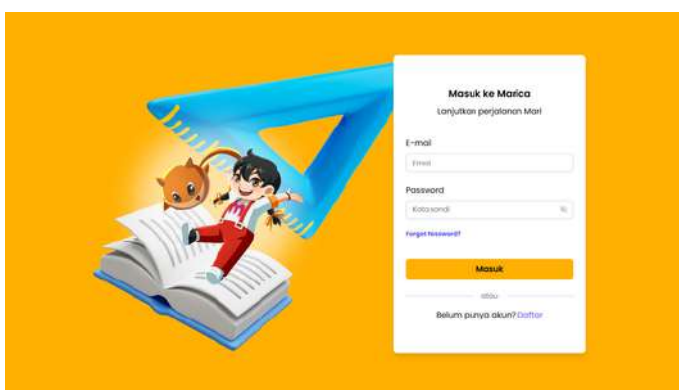 Masuk ke Marica
Lanjutkan perjalanan Mari
E-mail
Email
Password
Kata sandi
Forgot Password?
Masuk
atau
Belum punya akun? Daftar